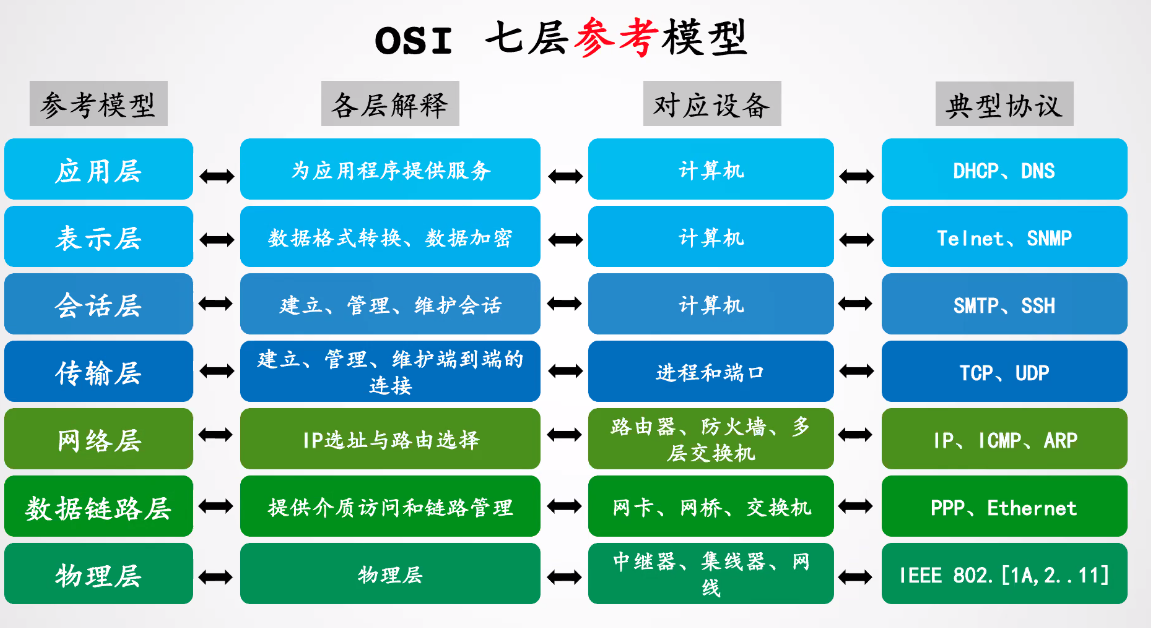 OSI 七层参考模型
参考模型 各层解释 对应设备 典型协议
应用层 为应用程序提供服务 计算机 DHCP、DNS
表示层 数据格式转换、数据加密 计算机 Telnet、SNMP
会话层 建立、管理、维护会话 计算机 SMTP、SSH
传输层 建立、管理、维护端到端的
连接 进程和端口 TCP、UDP
网络层 IP选址与路由选择 路由器、防火墙、多
层交换机 IP、ICMP、ARP
数据链路层 提供介质访问和链路管理 网卡、网桥、交换机 PPP、Ethernet
物理层 物理层 中继器、集线器、网
线 IEEE 802.[1A,2..11]